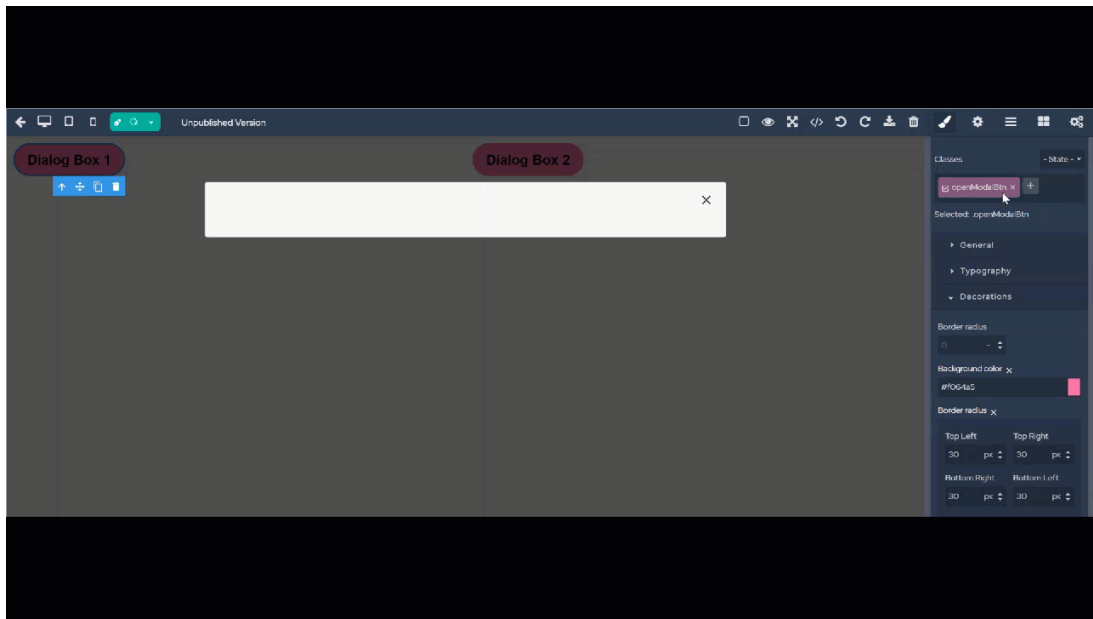 Unpublished Version
Dialog Box 1
Dialog Box 2
Classes
- State -
openModalBtn
Selected: .openModalBtn
General
Typography
Decorations
Border radius
0 -
Background color ×
#f064a5
Border radius ×
Top Left Top Right
30 px 30 px
Bottom Right Bottom Left
30 px 30 px